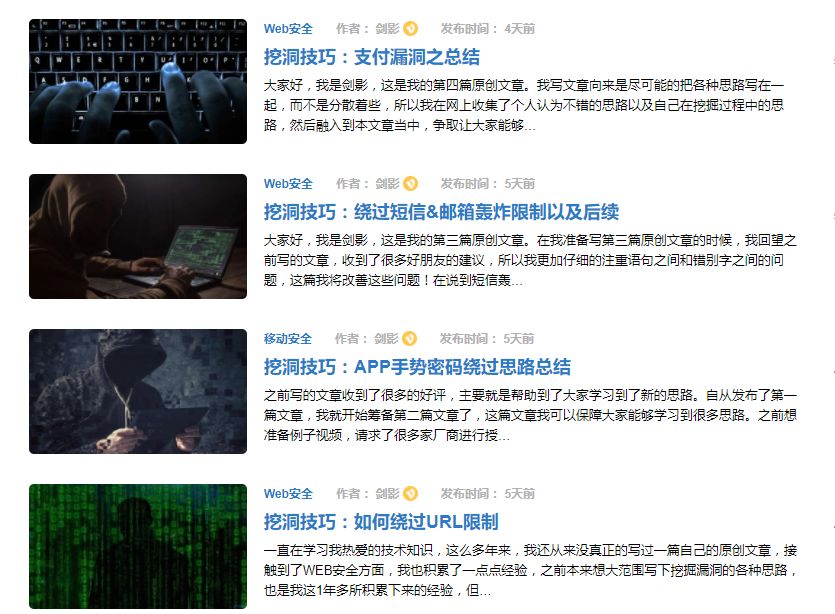 Web安全 作者： 剑影 发布时间： 4天前
挖洞技巧：支付漏洞之总结
大家好，我是剑影，这是我的第四篇原创文章。我写文章向来是尽可能的把各种思路写在一
起，而不是分散着些，所以我在网上收集了个人认为不错的思路以及自己在挖掘过程中的思
路，然后融入到本文章当中，争取让大家能够...
Web安全 作者： 剑影 发布时间： 5天前
挖洞技巧：绕过短信&邮箱轰炸限制以及后续
大家好，我是剑影，这是我的第三篇原创文章。在我准备写第三篇原创文章的时候，我回望之
前写的文章，收到了很多好朋友的建议，所以我更加仔细的注重语句之间和错别字之间的问
题，这篇我将改善这些问题！在说到短信轰...
移动安全 作者： 剑影 发布时间： 5天前
挖洞技巧：APP手势密码绕过思路总结
之前写的文章收到了很多的好评，主要就是帮助到了大家学习到了新的思路。自从发布了第一
篇文章，我就开始筹备第二篇文章了，这篇文章我可以保障大家能够学习到很多思路。之前想
准备例子视频，请求了很多家厂商进行授...
Web安全 作者： 剑影 发布时间： 5天前
挖洞技巧：如何绕过URL限制
一直在学习我热爱的技术知识，这么多年来，我还从来没真正的写过一篇自己的原创文章，接
触到了WEB安全方面，我也积累了一点点经验，之前本来想大范围写下挖掘漏洞的各种思路，
也是我这1年多所积累下来的经验，但...